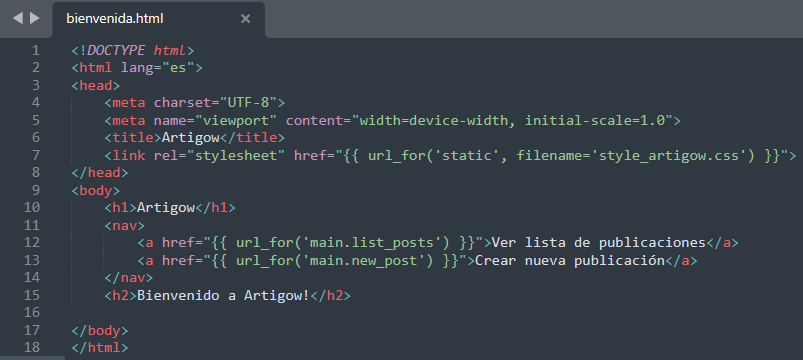 bienvenida.html
1 <!DOCTYPE html>
2 <html lang="es">
3 <head>
4     <meta charset="UTF-8">
5     <meta name="viewport" content="width=device-width, initial-scale=1.0">
6     <title>Artigow</title>
7     <link rel="stylesheet" href="{{ url_for('static', filename='style_artigow.css') }}">
8 </head>
9 <body>
10     <h1>Artigow</h1>
11     <nav>
12         <a href="{{ url_for('main.list_posts') }}">Ver lista de publicaciones</a>
13         <a href="{{ url_for('main.new_post') }}">Crear nueva publicación</a>
14     </nav>
15     <h2>Bienvenido a Artigow!</h2>
16
17 </body>
18 </html>